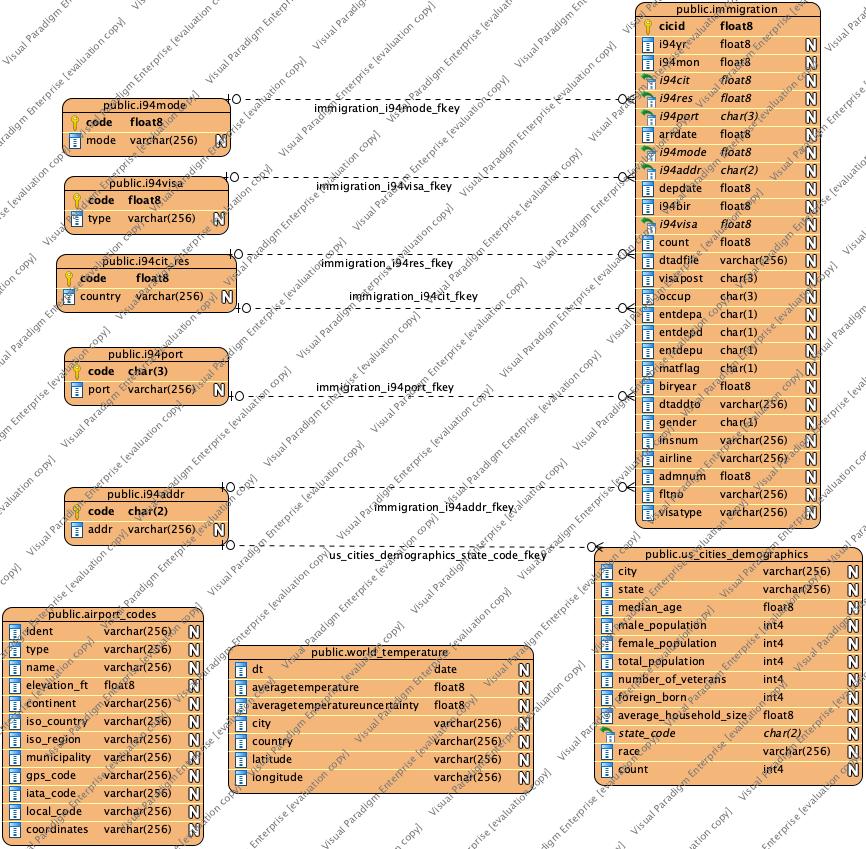 public.immigration
cicid float8
i94yr float8 N
i94mon float8 N
i94cit float8 N
i94res float8 N
i94port char(3) N
arrdate float8 N
i94mode float8 N
i94addr char(2) N
depdate float8 N
i94bir float8 N
i94visa float8 N
count float8 N
dtadfile varchar(256) N
visapost char(3) N
occup char(3) N
entdepa char(1) N
entdepd char(1) N
entdepu char(1) N
matflag char(1) N
biryear float8 N
dtaddto varchar(256) N
gender char(1) N
insnum varchar(256) N
airline varchar(256) N
admnum float8 N
fltno varchar(256) N
visatype varchar(256) N
public.i94mode
code float8
mode varchar(256) N
immigration_i94mode_fkey
public.i94visa
code float8
type varchar(256) N
immigration_i94visa_fkey
public.i94cit_res
code float8
country varchar(256) N
immigration_i94res_fkey
immigration_i94cit_fkey
public.i94port
code char(3)
port varchar(256) N
immigration_i94port_fkey
public.i94addr
code char(2)
addr varchar(256) N
immigration_i94addr_fkey
us_cities_demographics_state_code_fkey
public.us_cities_demographics
city varchar(256) N
state varchar(256) N
median_age float8 N
male_population int4 N
female_population int4 N
total_population int4 N
number_of_veterans int4 N
foreign_born int4 N
average_household_size float8 N
state_code char(2) N
race varchar(256) N
count int4 N
public.airport_codes
ident varchar(256) N
type varchar(256) N
name varchar(256) N
elevation_ft float8 N
continent varchar(256) N
iso_country varchar(256) N
iso_region varchar(256) N
municipality varchar(256) N
gps_code varchar(256) N
iata_code varchar(256) N
local_code varchar(256) N
coordinates varchar(256) N
public.world_temperature
dt date N
averagetemperature float8 N
averagetemperatureuncertainty float8 N
city varchar(256) N
country varchar(256) N
latitude varchar(256) N
longitude varchar(256) N
Visual Paradigm Enterprise [evaluation copy]